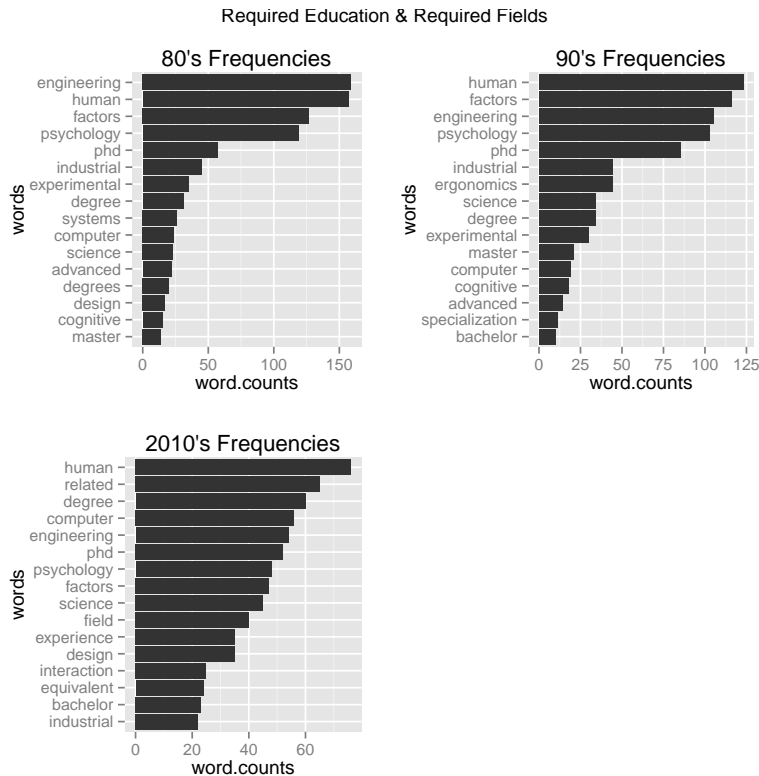 Required Education & Required Fields
80's Frequencies
words
engineering
human
factors
psychology
phd
industrial
experimental
degree
systems
computer
science
advanced
degrees
design
cognitive
master
0 50 100 150
word.counts
90's Frequencies
words
human
factors
engineering
psychology
phd
industrial
ergonomics
science
degree
experimental
master
computer
cognitive
advanced
specialization
bachelor
0 25 50 75 100 125
word.counts
2010's Frequencies
words
human
related
degree
computer
engineering
phd
psychology
factors
science
field
experience
design
interaction
equivalent
bachelor
industrial
0 20 40 60
word.counts